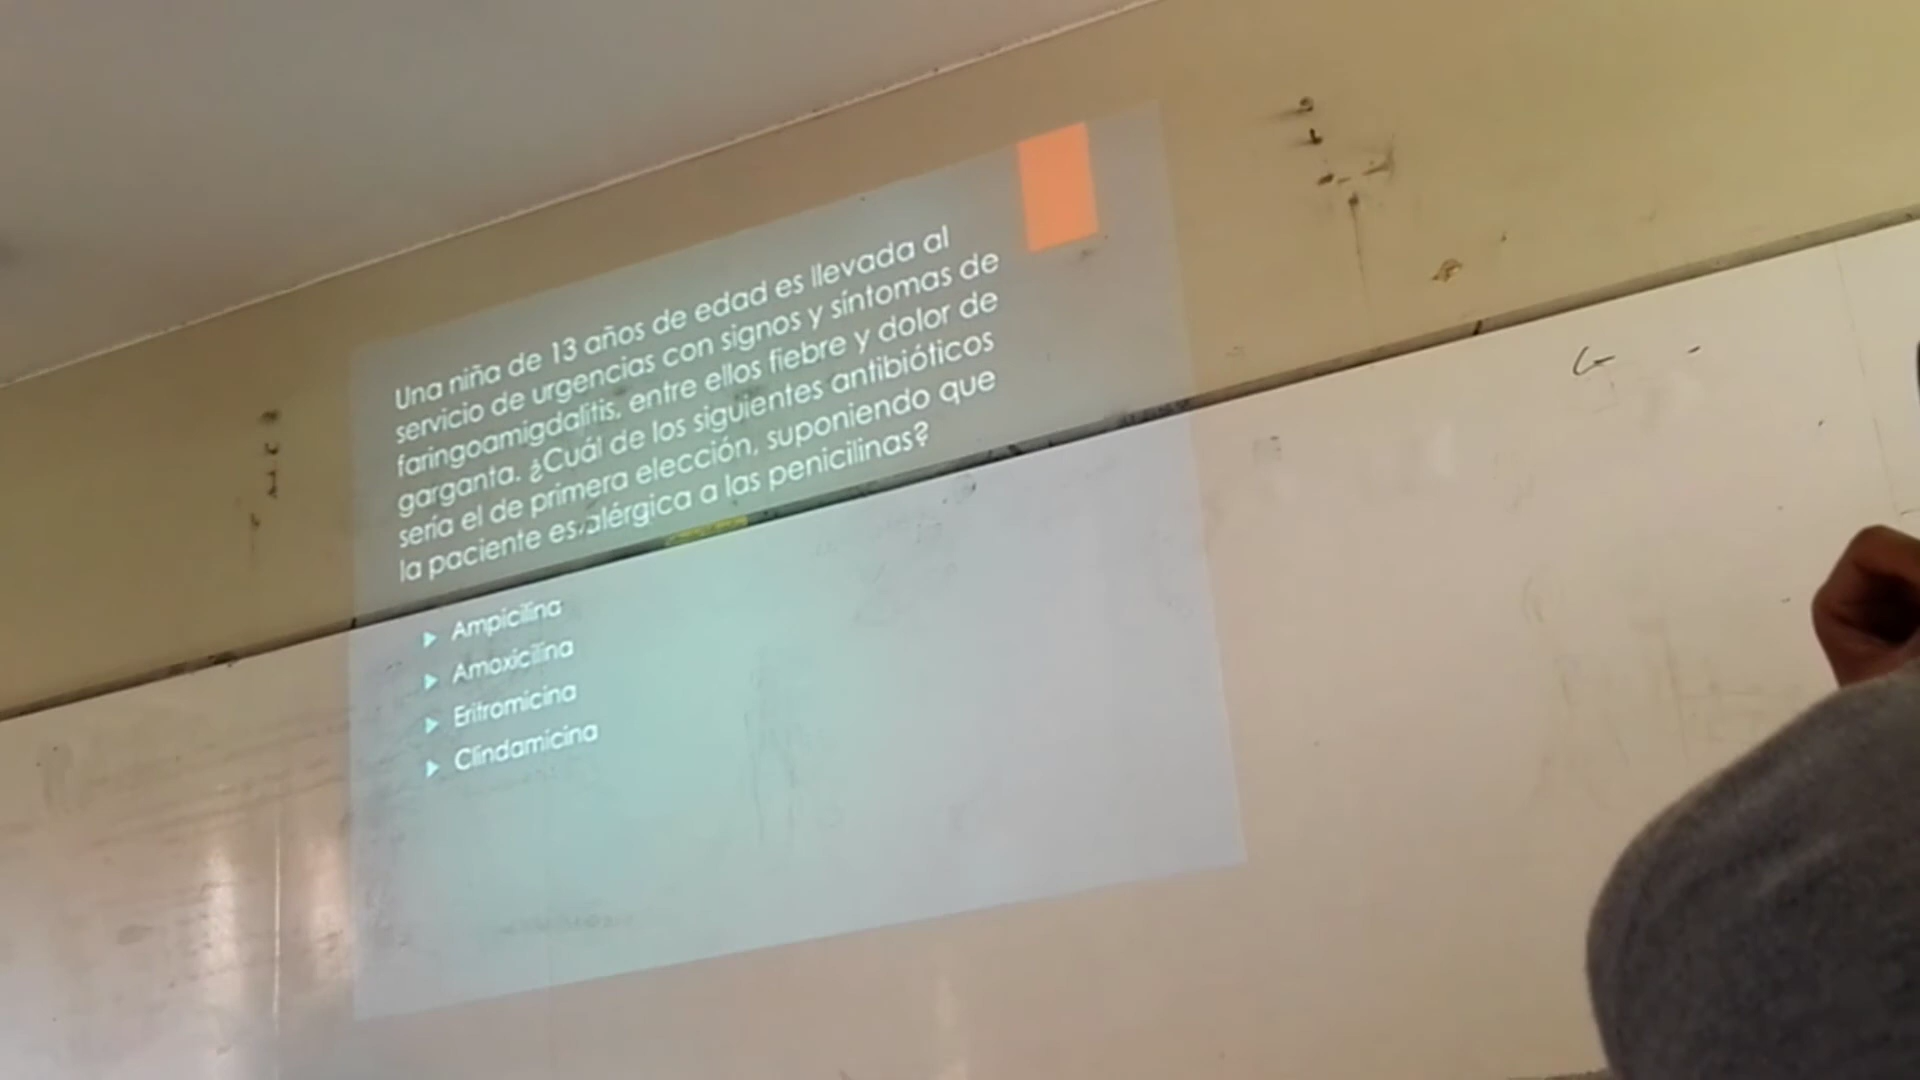 Una niña de 13 años de edad es llevada al
servicio de urgencias con signos y síntomas de
faringoamigdalitis, entre ellos fiebre y dolor de
garganta. ¿Cuál de los siguientes antibióticos
sería el de primera elección, suponiendo que
la paciente es alérgica a las penicilinas?
Ampicilina
Amoxicilina
Eritromicina
Clindamicina